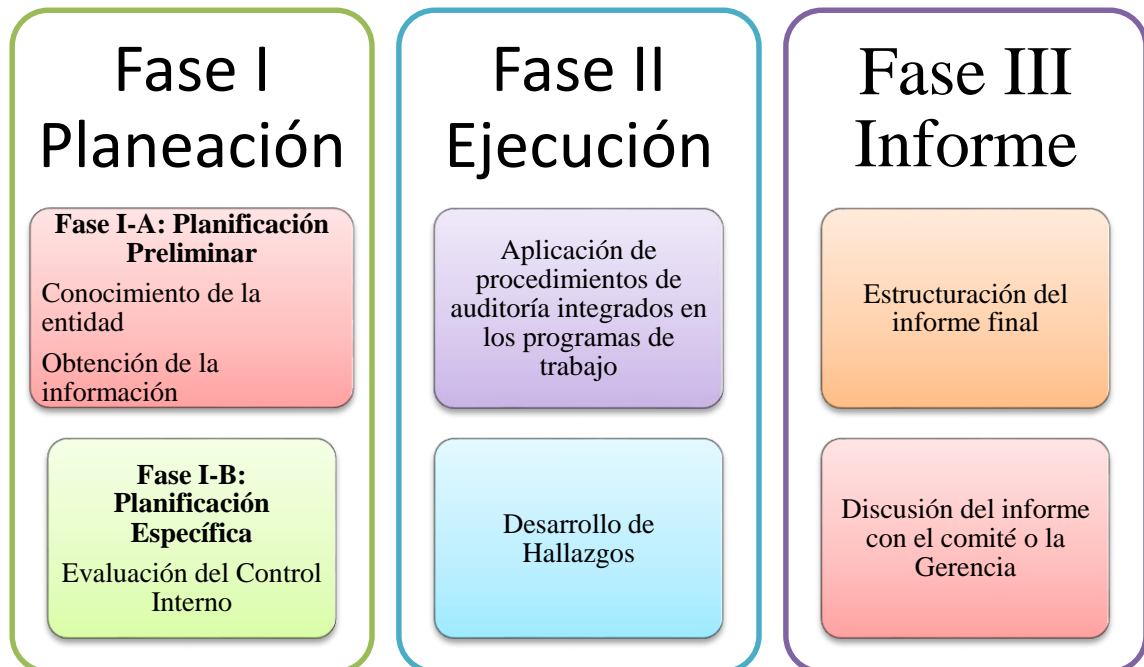 Fase I
Planeación
Fase I-A: Planificación
Preliminar
Conocimiento de la
entidad
Obtención de la
información
Fase I-B:
Planificación
Específica
Evaluación del Control
Interno
Fase II
Ejecución
Aplicación de
procedimientos de
auditoría integrados en
los programas de
trabajo
Desarrollo de
Hallazgos
Fase III
Informe
Estructuración del
informe final
Discusión del informe
con el comité o la
Gerencia